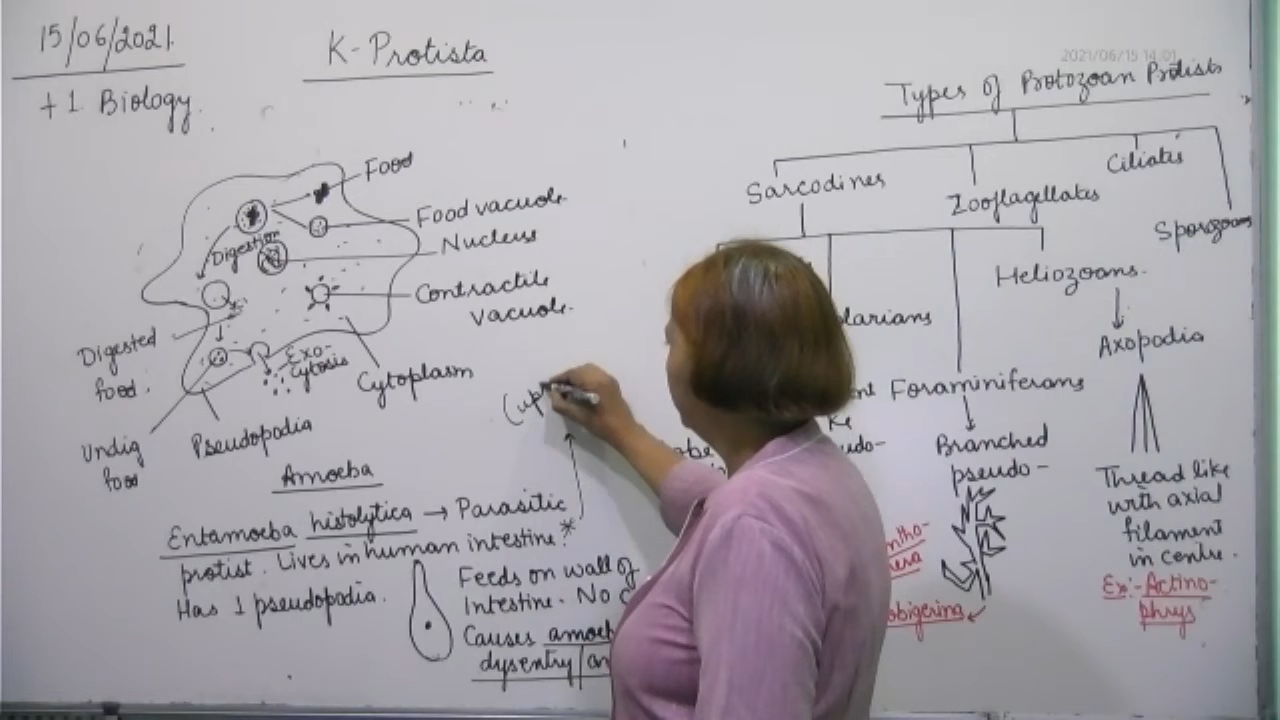 15/06/2021
+1 Biology.
K-Protista
2021/06/15 14:01
Types of Protozoan Protists
Sarcodines
Zooflagellates
Ciliates
Heliozoans.
Axopodia
Thread like
with axial
filament
in centre.
Ex:- Actino-
phrys
Foraminiferans
Branched
pseudo-
Food
Food vacuole
Nucleus
Contractile
vacuole.
Digestion
Digested
food.
Exo-
cytosis
Cytoplasm
Undig
food
Pseudopodia
Amoeba
Entamoeba histolytica → Parasitic
protist. Lives in human intestine.*
Has 1 pseudopodia.
Feeds on wall of
Intestine. No
Causes
dysentry